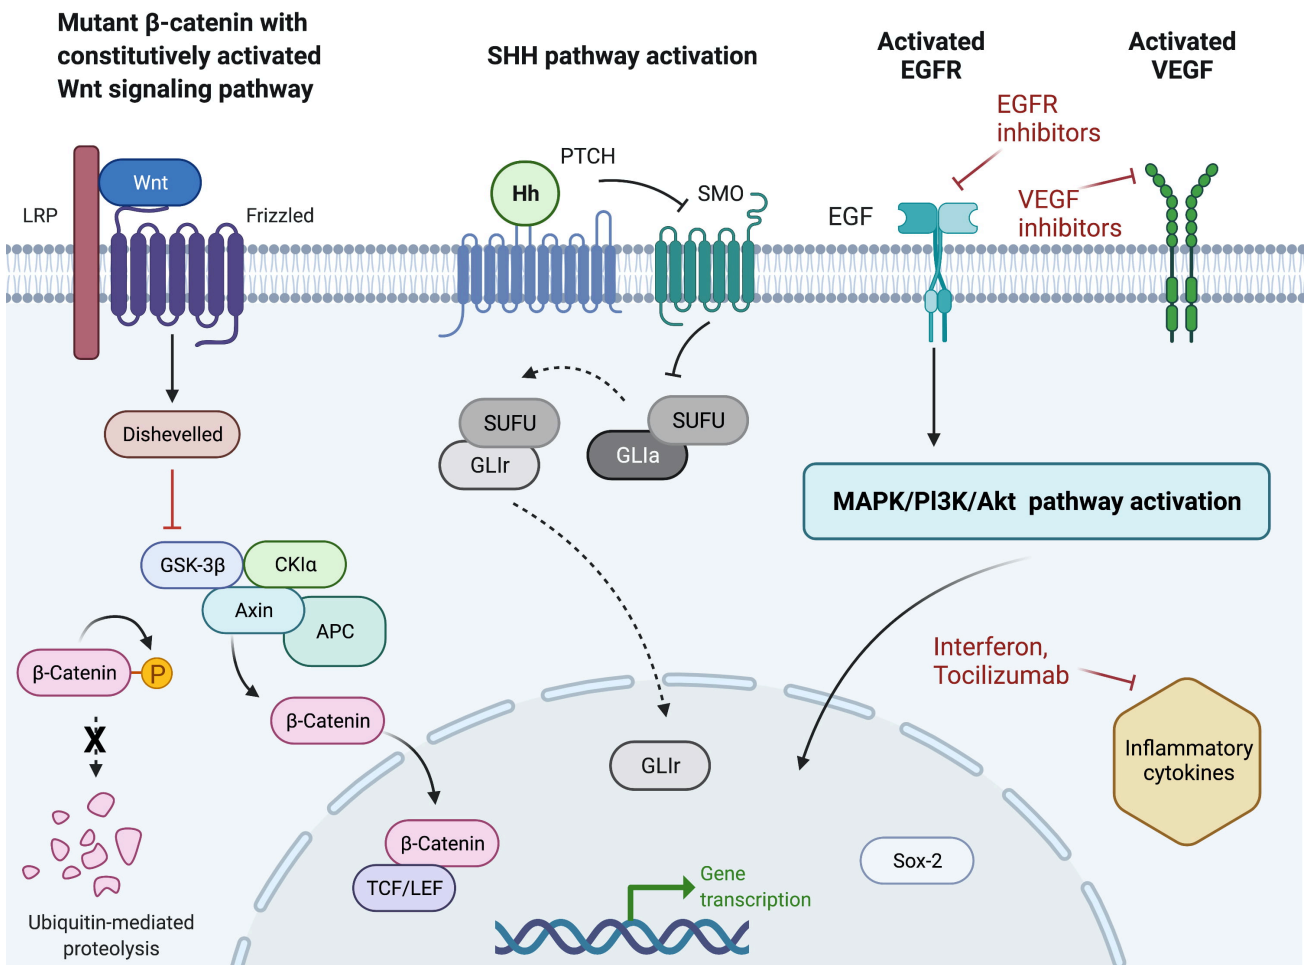 Mutant β-catenin with
constitutively activated
Wnt signaling pathway
SHH pathway activation
Activated
EGFR
Activated
VEGF
EGFR
inhibitors
VEGF
inhibitors
LRP
Wnt
Frizzled
Hh
PTCH
SMO
EGF
Dishevelled
SUFU
GLIr
SUFU
GLIa
MAPK/PI3K/Akt pathway activation
GSK-3β
CKIα
Axin
APC
β-Catenin
P
β-Catenin
X
Ubiquitin-mediated
proteolysis
GLIr
β-Catenin
TCF/LEF
Gene
transcription
Sox-2
Interferon,
Tocilizumab
Inflammatory
cytokines